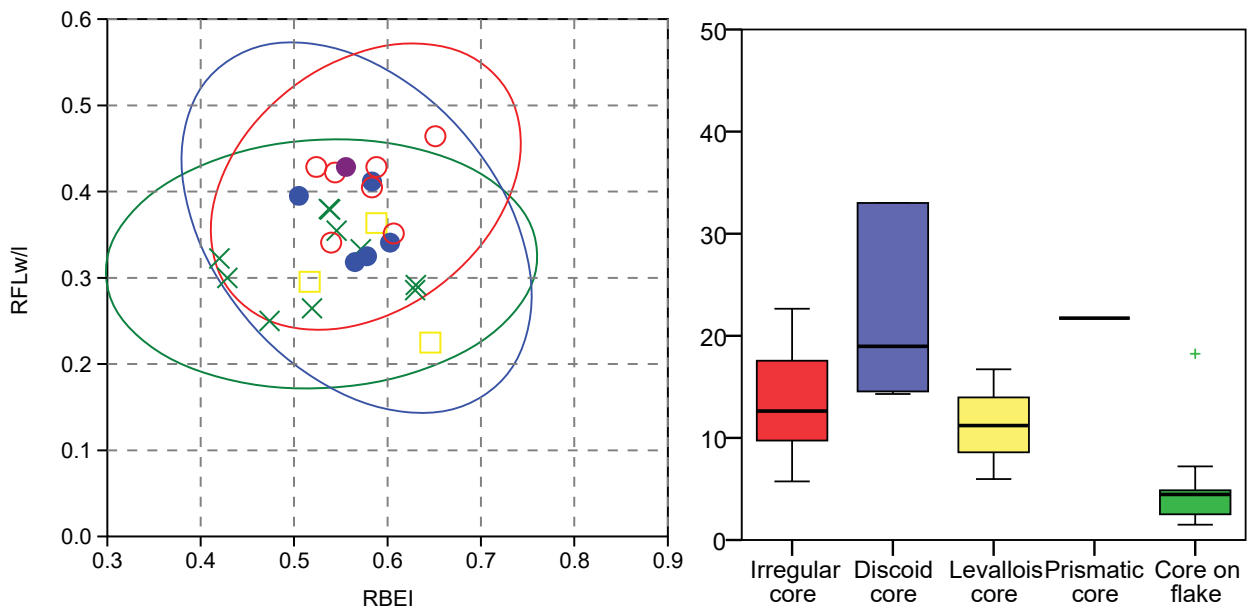 0.6
0.5
0.4
0.3
0.2
0.1
0.0
RFLw/l
0.3 0.4 0.5 0.6 0.7 0.8 0.9
RBEI
50
40
30
20
10
0
Irregular core
Discoid core
Levallois core
Prismatic core
Core on flake